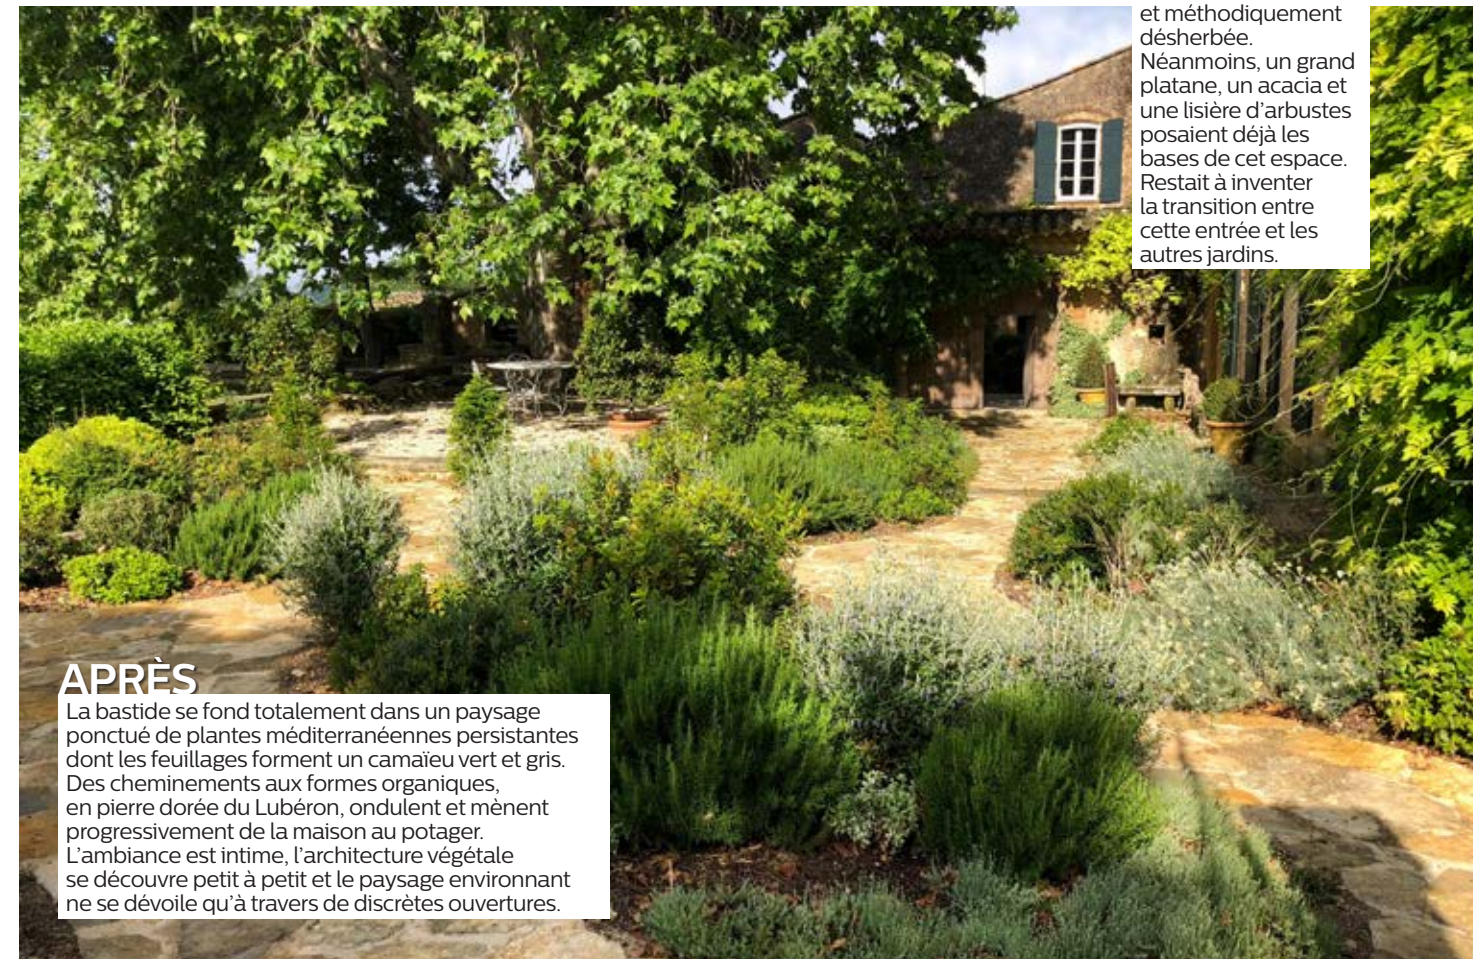 et méthodiquement
désherbée.
Néanmoins, un grand
platane, un acacia et
une lisière d'arbustes
posaient déjà les
bases de cet espace.
Restait à inventer
la transition entre
cette entrée et les
autres jardins.
APRÈS
La bastide se fond totalement dans un paysage
ponctué de plantes méditerranéennes persistantes
dont les feuillages forment un camaïeu vert et gris.
Des cheminements aux formes organiques,
en pierre dorée du Lubéron, ondulent et mènent
progressivement de la maison au potager.
L'ambiance est intime, l'architecture végétale
se découvre petit à petit et le paysage environnant
ne se dévoile qu'à travers de discrètes ouvertures.